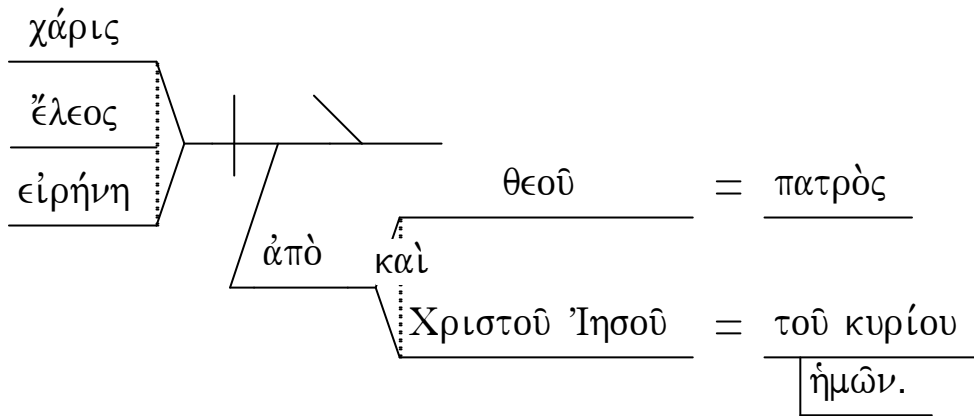 χάρις
ἔλεος
εἰρήνη
θεοῦ = πατρὸς
ἀπὸ
καὶ
Χριστοῦ Ἰησοῦ = τοῦ κυρίου
ἡμῶν.